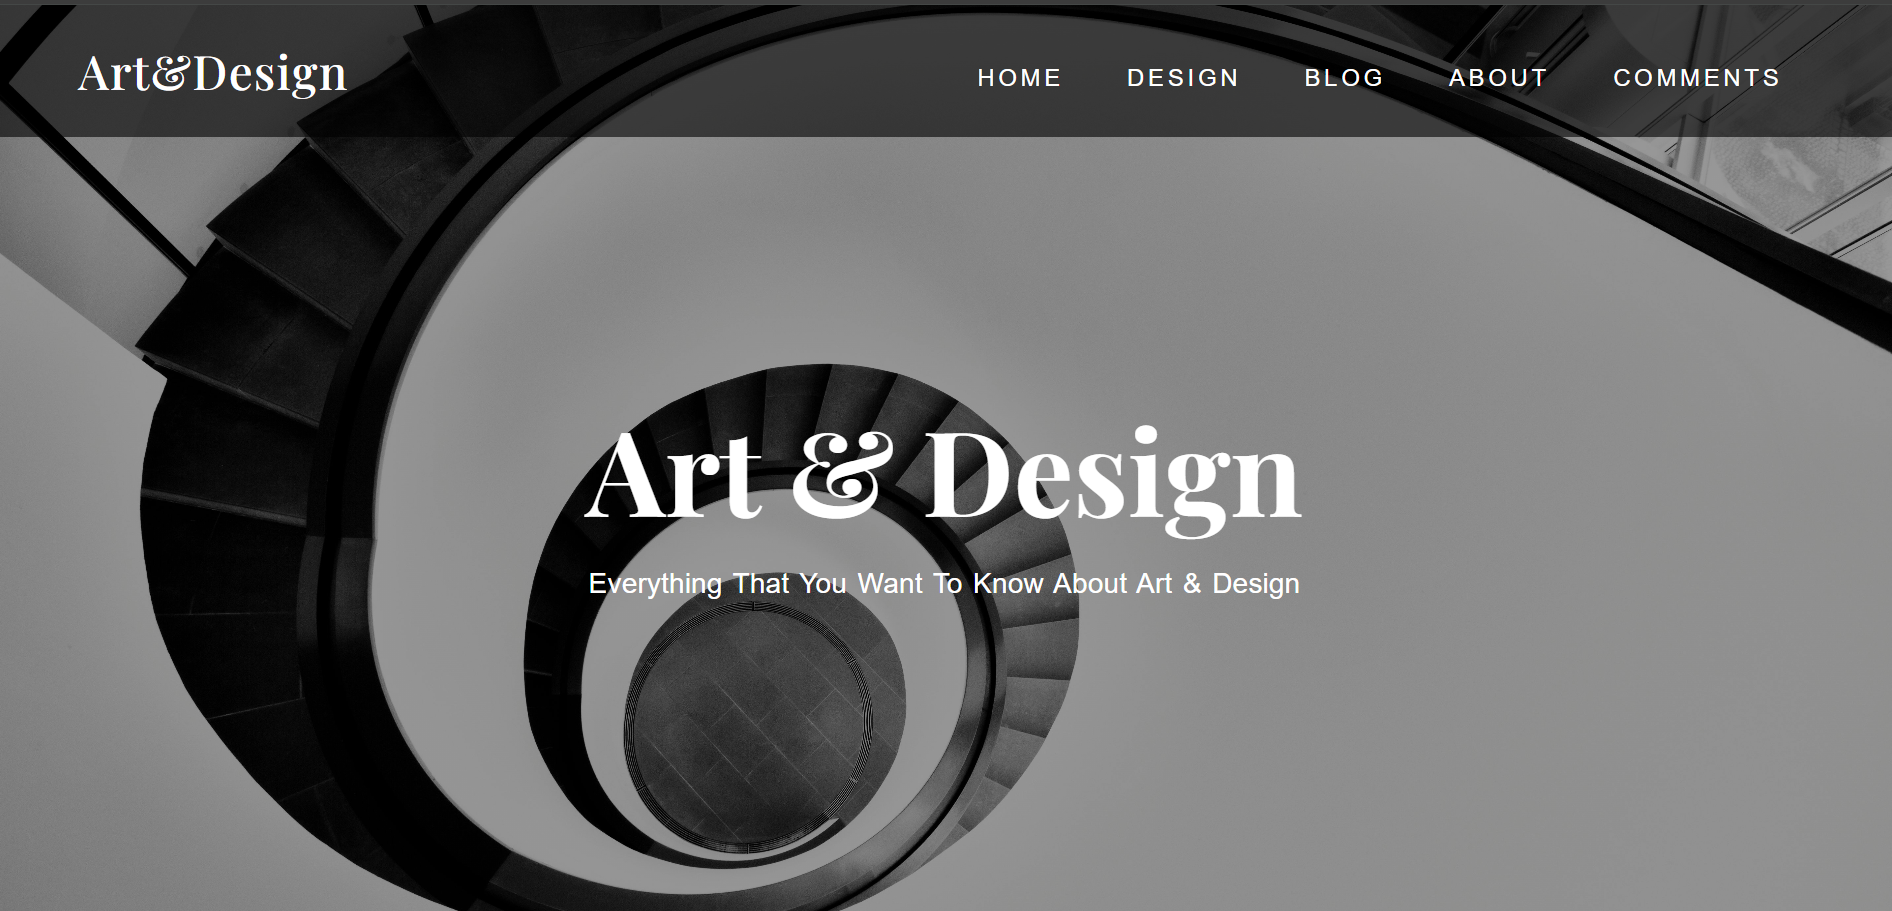 Art&Design
HOME DESIGN BLOG ABOUT COMMENTS
Art & Design
Everything That You Want To Know About Art & Design